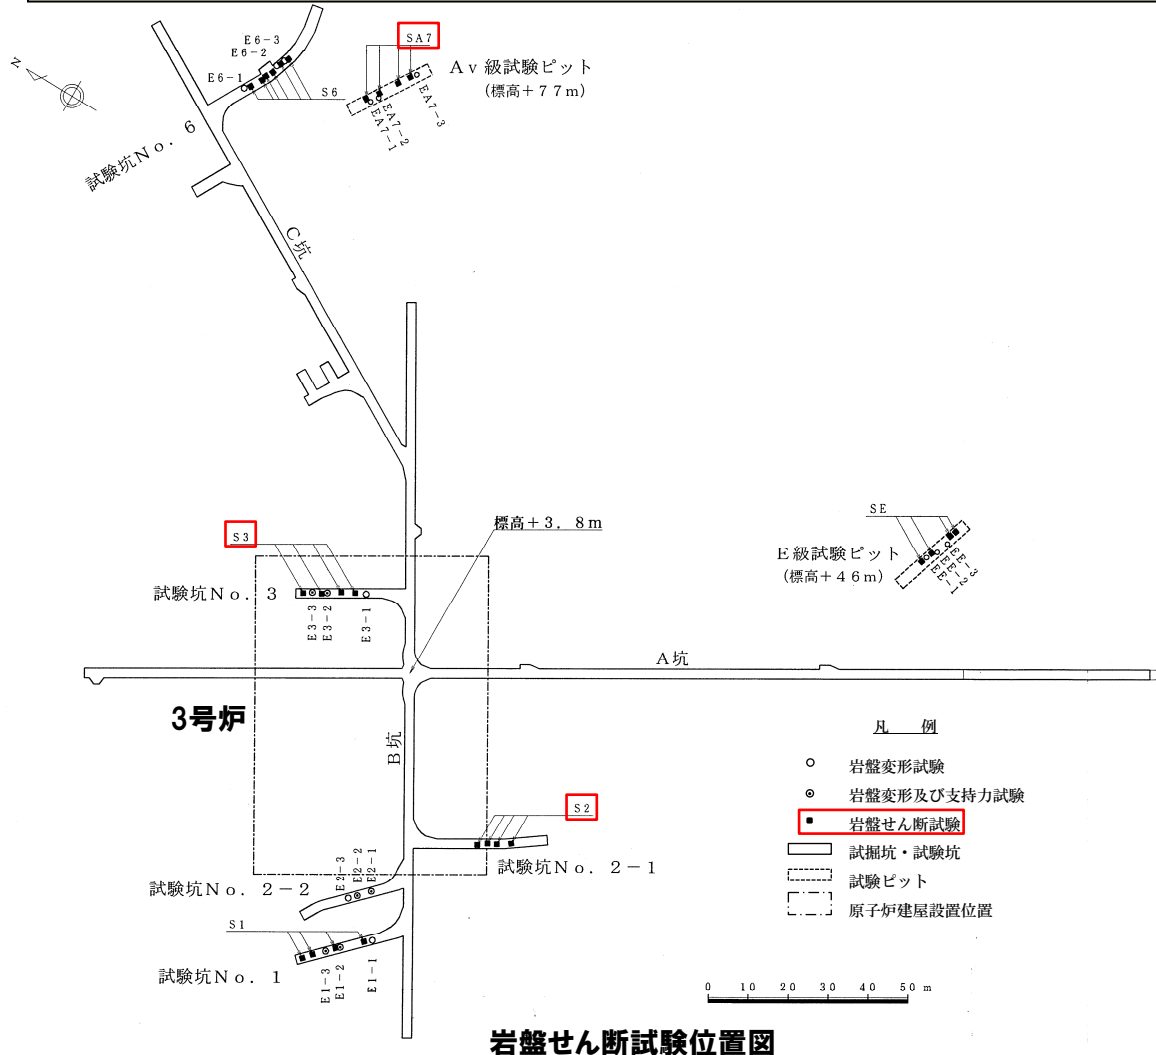 N
E6-3
E6-2
E6-1
S6
SA7
Av級試験ピット
(標高+77m)
EA7-3
EA7-2
EA7-1
試験坑No. 6
C坑
S3
標高+3. 8m
SE
E級試験ピット
(標高+46m)
EE-3
EE-2
EE-1
試験坑No. 3
E3-3
E3-2
E3-1
A坑
3号炉
B坑
凡 例
岩盤変形試験
岩盤変形及び支持力試験
岩盤せん断試験
試掘坑・試験坑
試験ピット
原子炉建屋設置位置
S2
試験坑No. 2-1
E2-3
E2-2
E2-1
試験坑No. 2-2
S1
試験坑No. 1
E1-3
E1-2
E1-1
0 10 20 30 40 50 m
岩盤せん断試験位置図